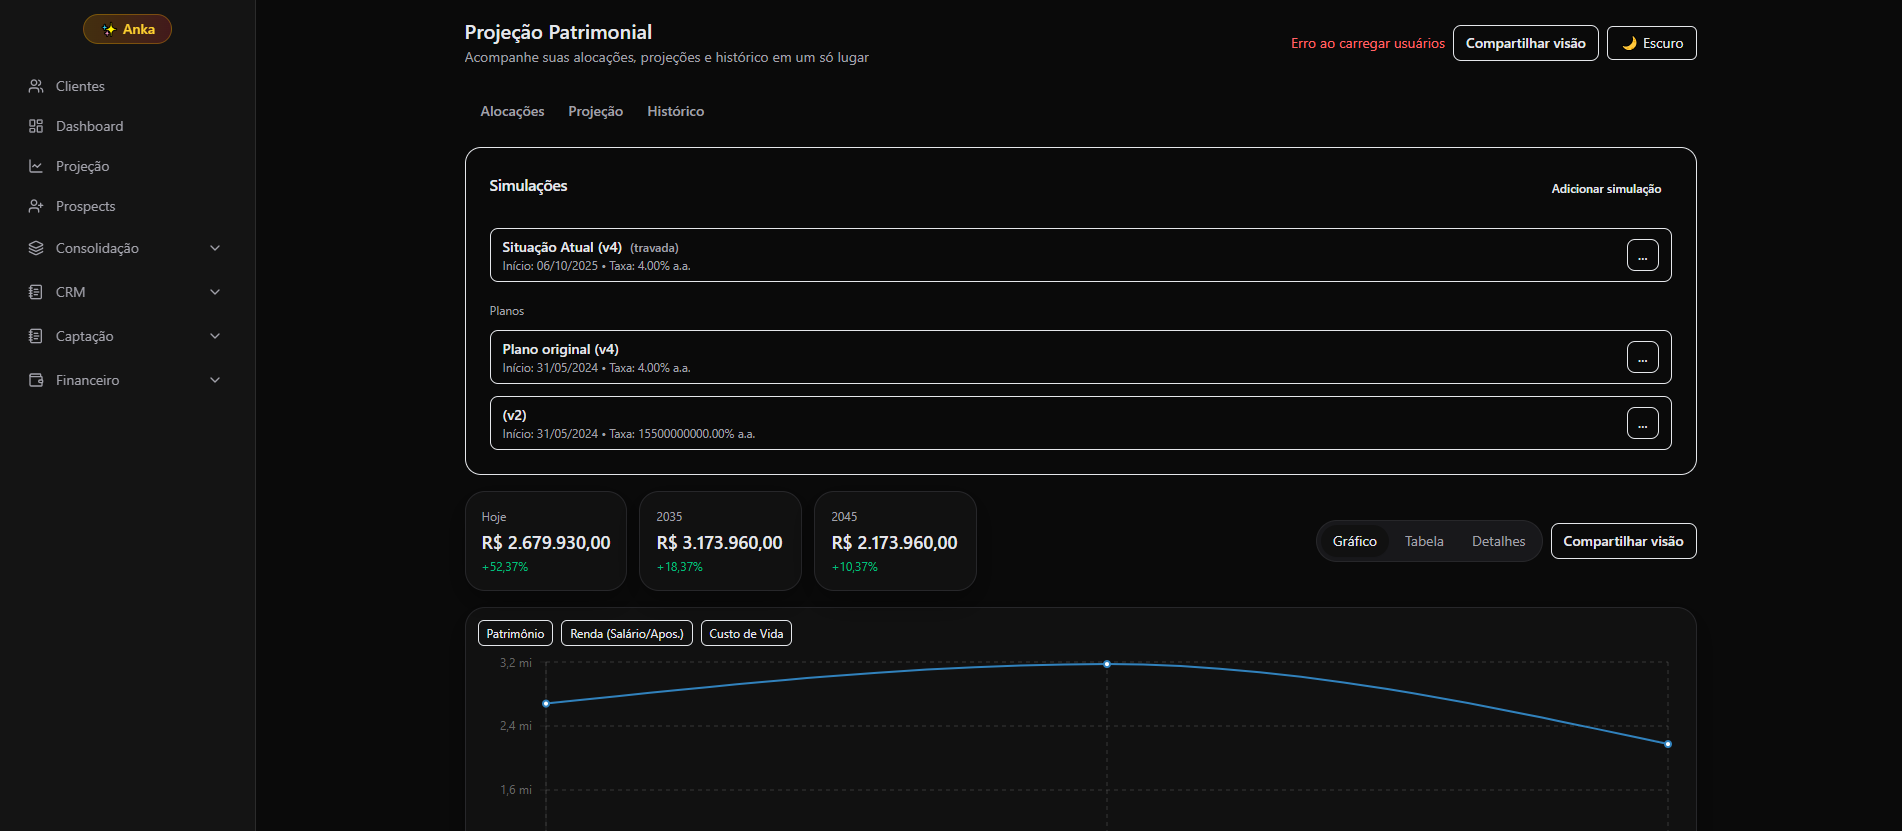 ✨ Anka
Clientes
Dashboard
Projeção
Prospects
Consolidação
CRM
Captação
Financeiro
Projeção Patrimonial
Acompanhe suas alocações, projeções e histórico em um só lugar
Erro ao carregar usuários
Compartilhar visão
🌙 Escuro
Alocações Projeção Histórico
Simulações
Adicionar simulação
Situação Atual (v4) (travada)
Início: 06/10/2025 • Taxa: 4.00% a.a.
...
Planos
Plano original (v4)
Início: 31/05/2024 • Taxa: 4.00% a.a.
...
(v2)
Início: 31/05/2024 • Taxa: 15500000000.00% a.a.
...
Hoje
R$ 2.679.930,00
+52,37%
2035
R$ 3.173.960,00
+18,37%
2045
R$ 2.173.960,00
+10,37%
Gráfico Tabela Detalhes
Compartilhar visão
Patrimônio Renda (Salário/Apos.) Custo de Vida
3,2 mi
2,4 mi
1,6 mi